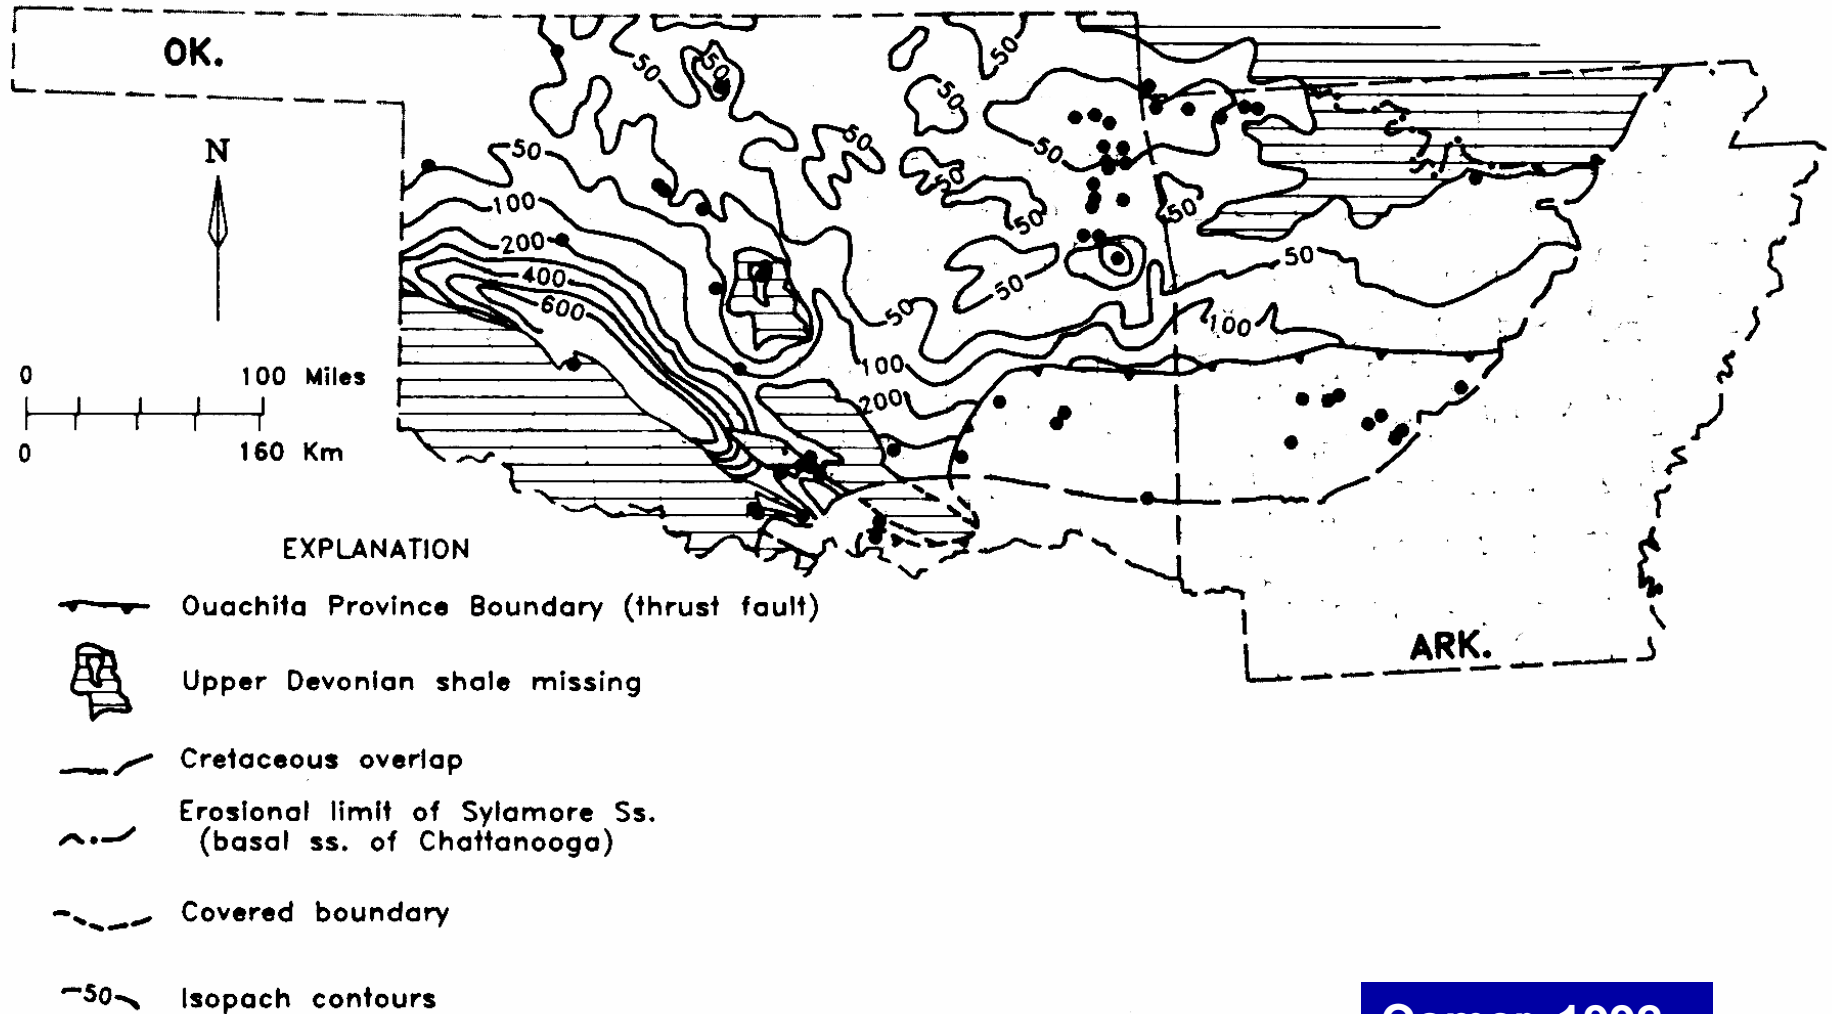 OK.
N
0 100 Miles
0 160 Km
50
50
50
50
50
50
50
50
50
50
50
50
50
50
100
100
100
200
200
400
600
ARK.
EXPLANATION
Ouachita Province Boundary (thrust fault)
Upper Devonian shale missing
Cretaceous overlap
Erosional limit of Sylamore Ss.
(basal ss. of Chattanooga)
Covered boundary
50 Isopach contours